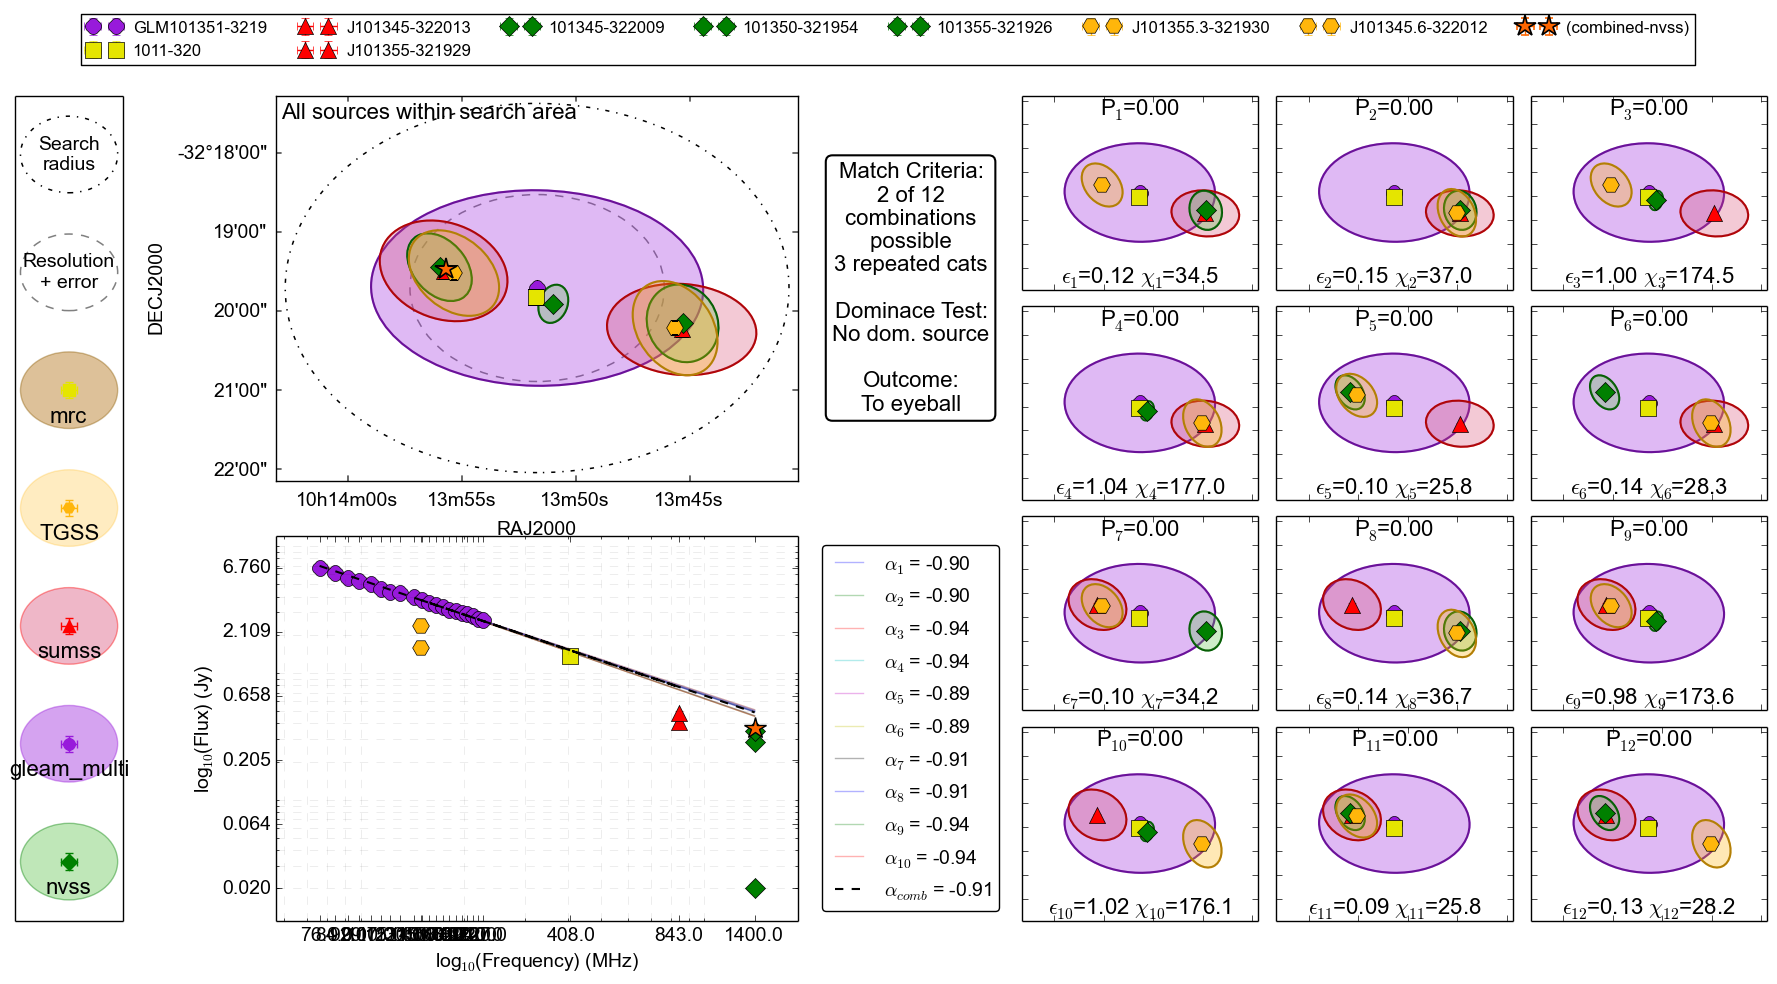 GLM101351-3219
J101345-322013
101345-322009
101350-321954
101355-321926
J101355.3-321930
J101345.6-322012
(combined-nvss)
1011-320
J101355-321929
Search
radius
Resolution
+ error
mrc
TGSS
sumss
gleam_multi
nvss
All sources within search area
-32°18'00"
19'00"
20'00"
21'00"
22'00"
DECJ2000
10h14m00s
13m55s
13m50s
13m45s
RAJ2000
Match Criteria:
2 of 12
combinations
possible
3 repeated cats
Dominace Test:
No dom. source
Outcome:
To eyeball
6.760
2.109
0.658
0.205
0.064
0.020
log10(Flux) (Jy)
408.0
843.0
1400.0
log10(Frequency) (MHz)
α1 = -0.90
α2 = -0.90
α3 = -0.94
α4 = -0.94
α5 = -0.89
α6 = -0.89
α7 = -0.91
α8 = -0.91
α9 = -0.94
α10 = -0.94
αcomb = -0.91
P1=0.00
ϵ1=0.12 χ1=34.5
P2=0.00
ϵ2=0.15 χ2=37.0
P3=0.00
ϵ3=1.00 χ3=174.5
P4=0.00
ϵ4=1.04 χ4=177.0
P5=0.00
ϵ5=0.10 χ5=25.8
P6=0.00
ϵ6=0.14 χ6=28.3
P7=0.00
ϵ7=0.10 χ7=34.2
P8=0.00
ϵ8=0.14 χ8=36.7
P9=0.00
ϵ9=0.98 χ9=173.6
P10=0.00
ϵ10=1.02 χ10=176.1
P11=0.00
ϵ11=0.09 χ11=25.8
P12=0.00
ϵ12=0.13 χ12=28.2